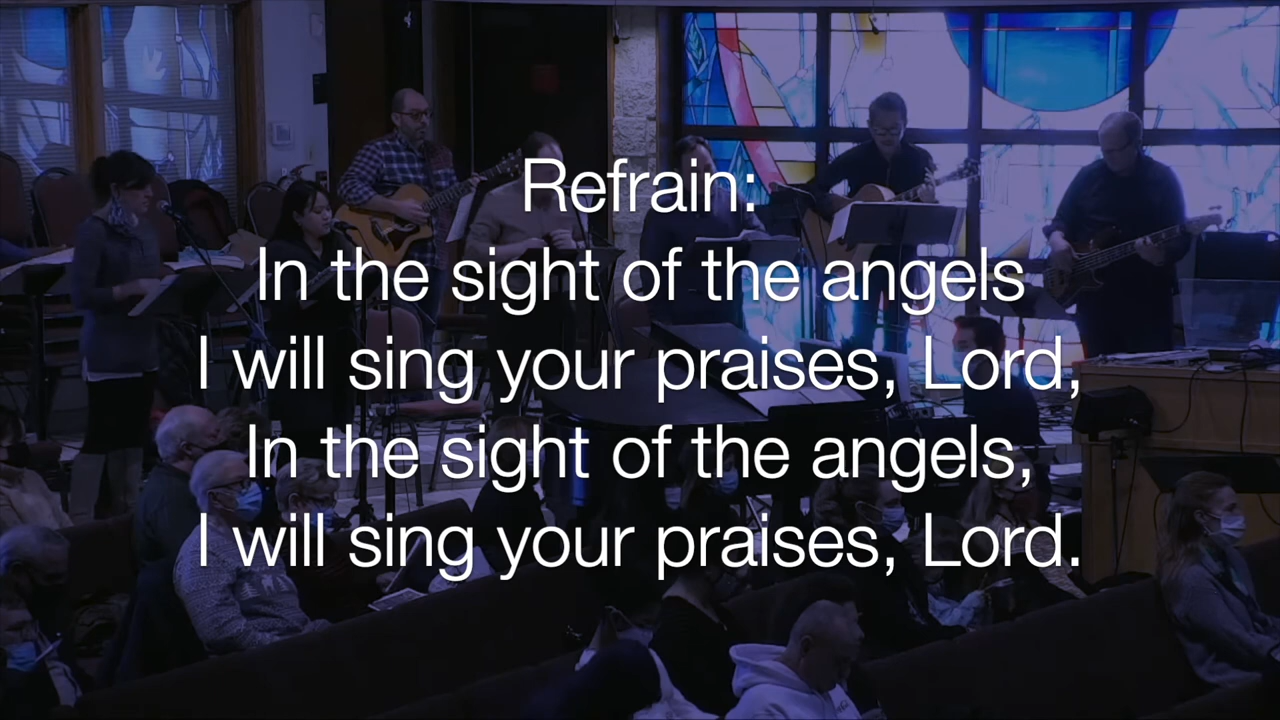 Refrain:
In the sight of the angels
I will sing your praises, Lord,
In the sight of the angels,
I will sing your praises, Lord.